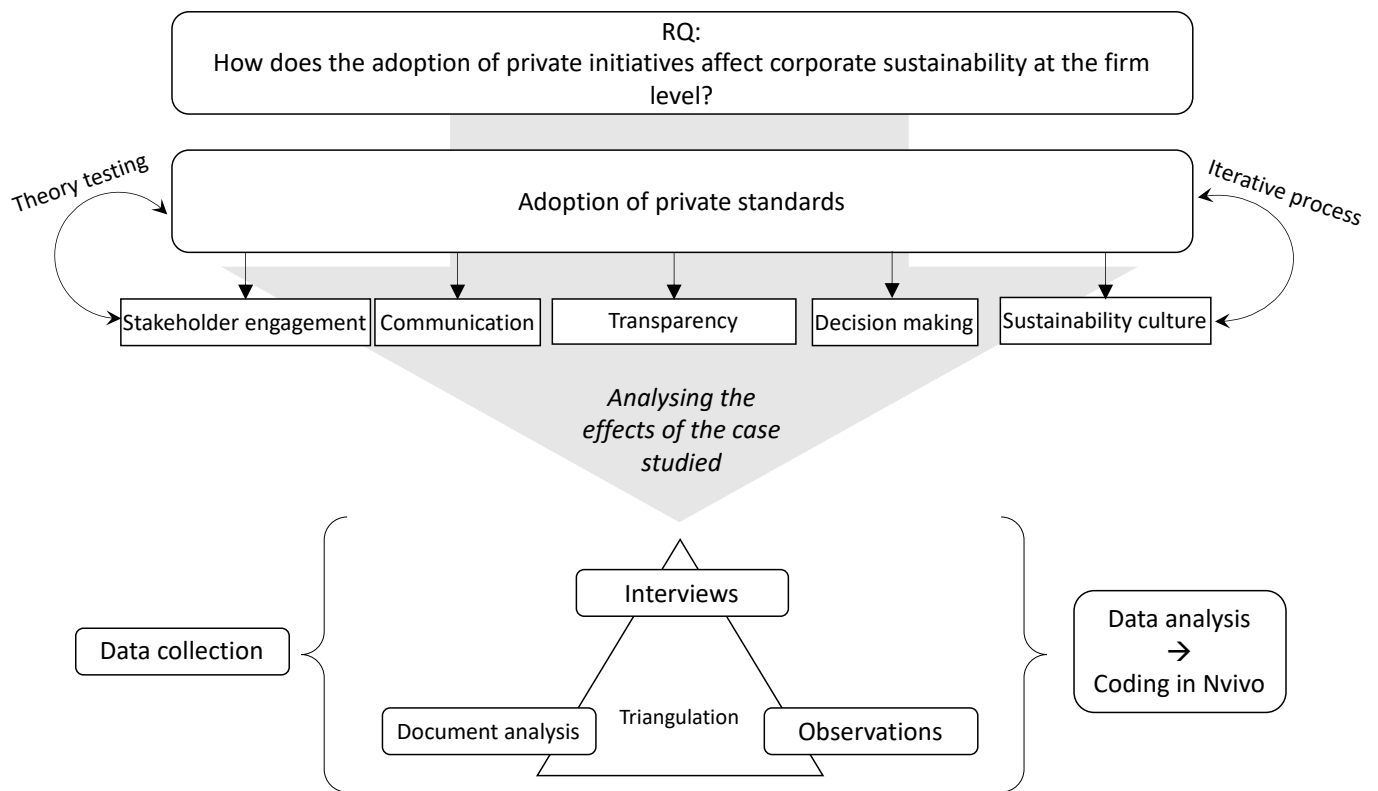 RQ:
How does the adoption of private initiatives affect corporate sustainability at the firm
level?
Theory testing
Iterative process
Adoption of private standards
Stakeholder engagement
Communication
Transparency
Decision making
Sustainability culture
Analysing the
effects of the case
studied
Interviews
Data collection
Data analysis
→
Coding in Nvivo
Document analysis
Triangulation
Observations